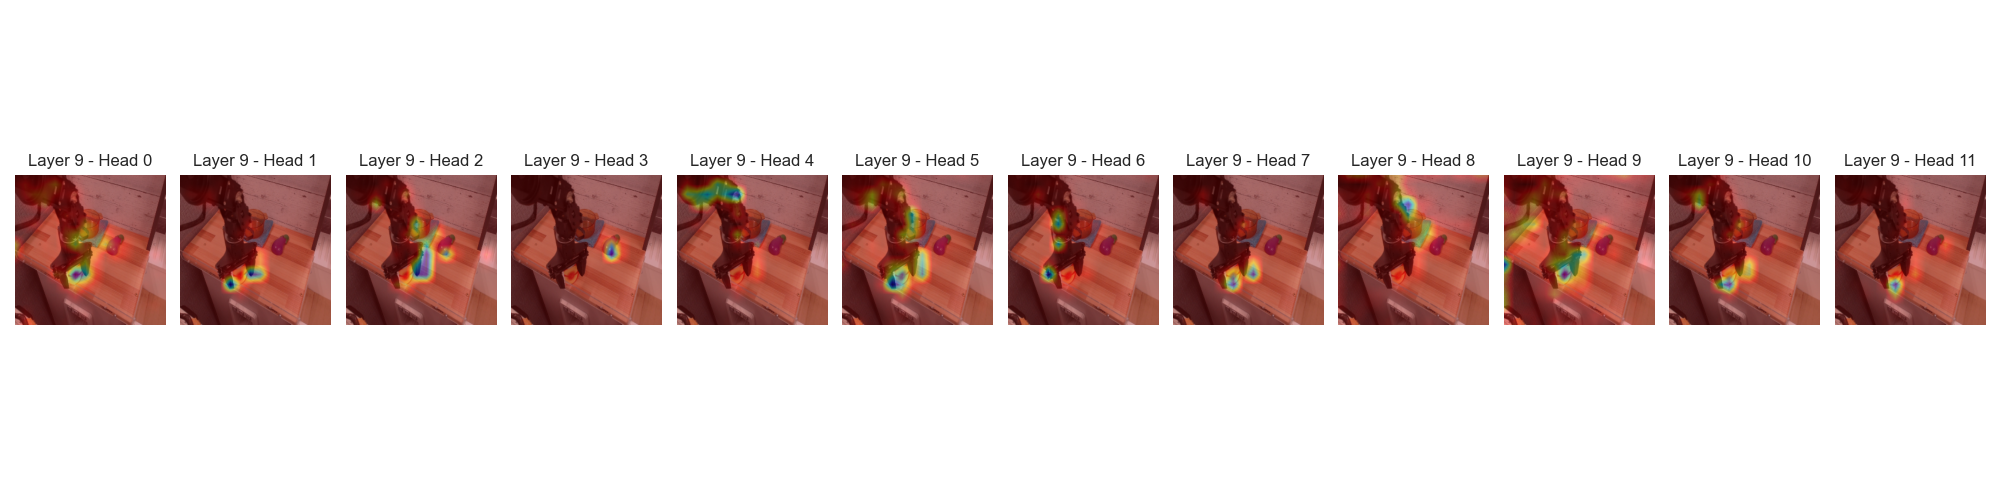 Layer 9 - Head 0
Layer 9 - Head 1
Layer 9 - Head 2
Layer 9 - Head 3
Layer 9 - Head 4
Layer 9 - Head 5
Layer 9 - Head 6
Layer 9 - Head 7
Layer 9 - Head 8
Layer 9 - Head 9
Layer 9 - Head 10
Layer 9 - Head 11